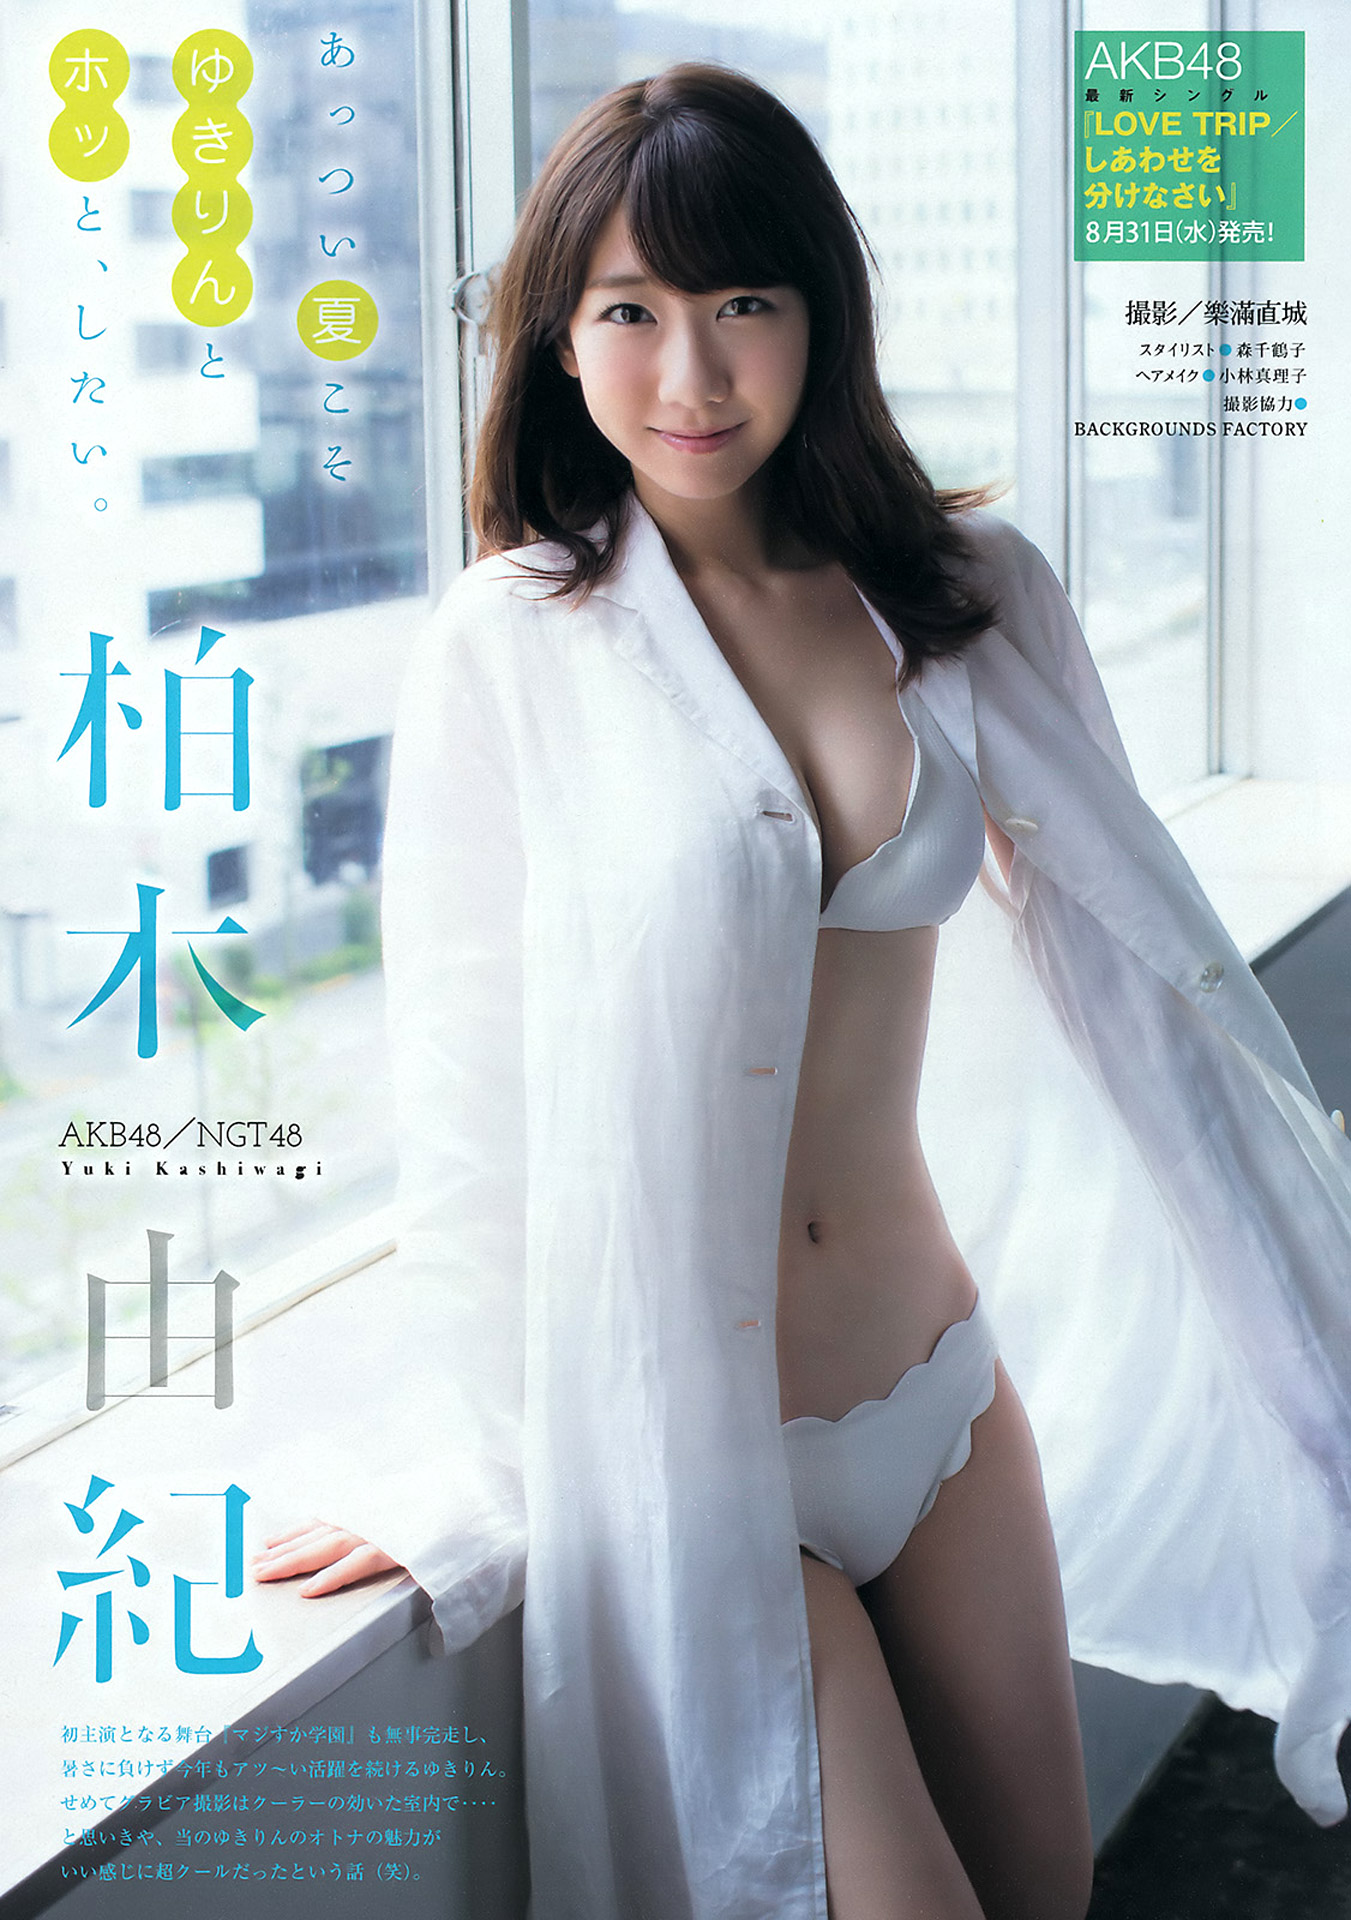 あっつい夏こそ
ゆきりんと
ホッと、したい。
AKB48
最新シングル
『LOVE TRIP／
しあわせを
分けなさい』
8月31日(水)発売!
撮影／樂滿直城
スタイリスト●森千鶴子
ヘアメイク●小林真理子
撮影協力●
BACKGROUNDS FACTORY
柏木由紀
AKB48／NGT48
Yuki Kashiwagi
初主演となる舞台『マジすか学園』も無事完走し、
暑さに負けず今年もアツ〜い活躍を続けるゆきりん。
せめてグラビア撮影はクーラーの効いた室内で‥‥
と思いきや、当のゆきりんのオトナの魅力が
いい感じに超クールだったという話（笑）。